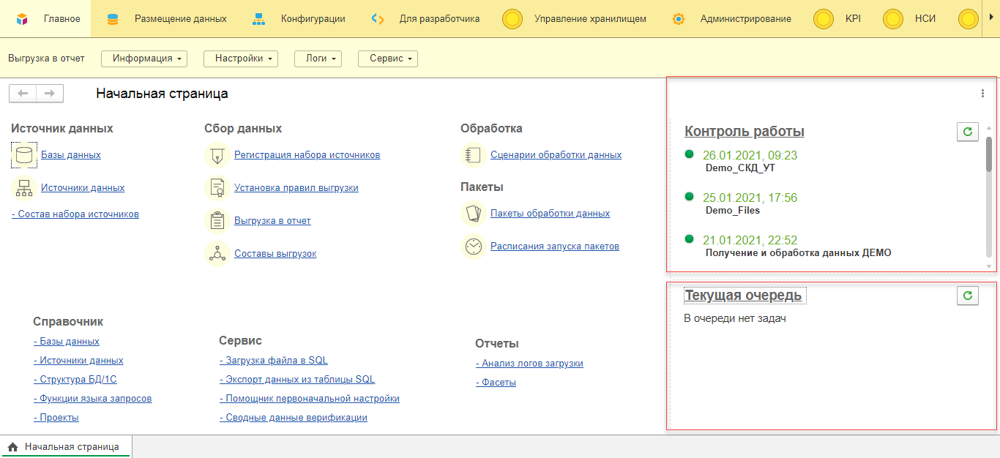 Главное
Размещение данных
Конфигурации
Для разработчика
Управление хранилищем
Администрирование
KPI
НСИ
Выгрузка в отчет
Информация
Настройки
Логи
Сервис
Начальная страница
Источник данных
Базы данных
Источники данных
- Состав набора источников
Сбор данных
Регистрация набора источников
Установка правил выгрузки
Выгрузка в отчет
Составы выгрузок
Обработка
Сценарии обработки данных
Пакеты
Пакеты обработки данных
Расписания запуска пакетов
Контроль работы
26.01.2021, 09:23
Demo_СКД_УТ
25.01.2021, 17:56
Demo_Files
21.01.2021, 22:52
Получение и обработка данных ДЕМО
Текущая очередь
В очереди нет задач
Справочник
- Базы данных
- Источники данных
- Структура БД/1С
- Функции языка запросов
- Проекты
Сервис
- Загрузка файла в SQL
- Экспорт данных из таблицы SQL
- Помощник первоначальной настройки
- Сводные данные верификации
Отчеты
- Анализ логов загрузки
- Фасеты
Начальная страница